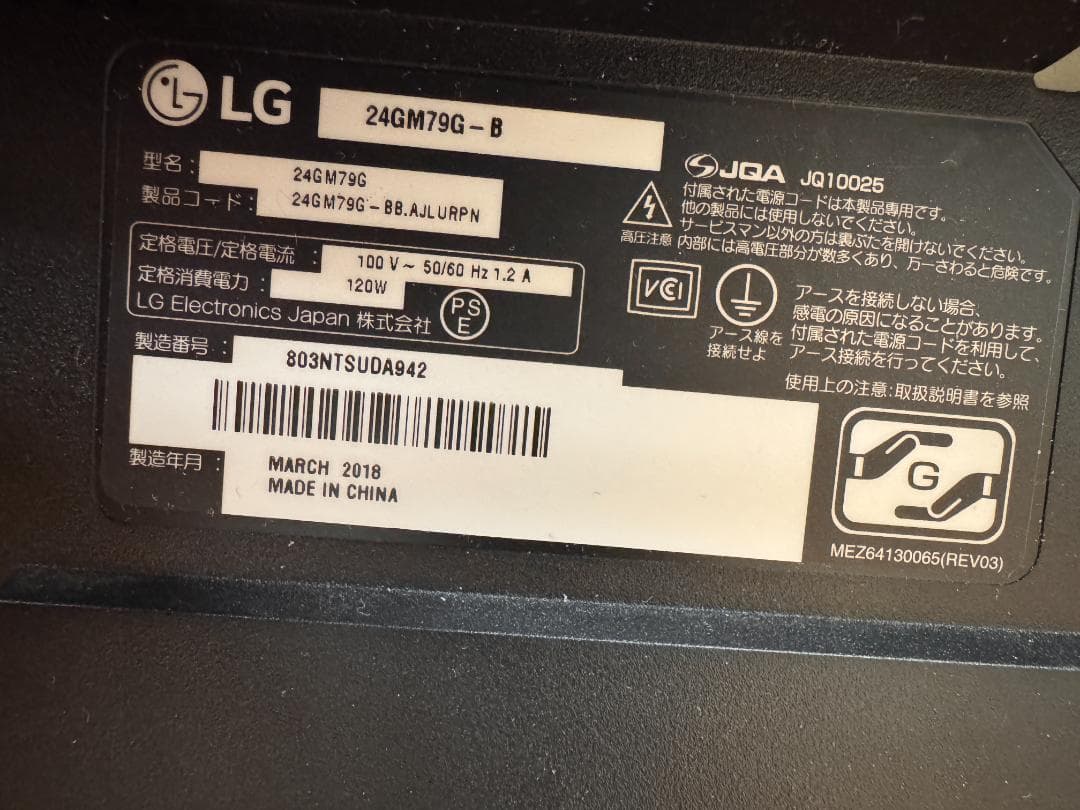 LG 24GM79G-B
型名: 24GM79G
製品コード: 24GM79G-BB.AJLURPN
定格電圧/定格電流 : 100 V~ 50/60 Hz 1.2 A
定格消費電力 : 120W
LG Electronics Japan 株式会社
PS
E
製造番号 : 803NTSUDA942
製造年月 : MARCH 2018
MADE IN CHINA
JQA JQ10025
高圧注意
付属された電源コードは本製品専用です。
他の製品には使用しないでください。
サービスマン以外の方は裏ぶたを開けないでください。
内部には高電圧部分が数多くあり、万一さわると危険です。
VCI
アース線を
接続せよ
アースを接続しない場合、
感電の原因になることがあります。
付属された電源コードを利用して、
アース接続を行ってください。
使用上の注意:取扱説明書を参照
G
MEZ64130065(REV03)